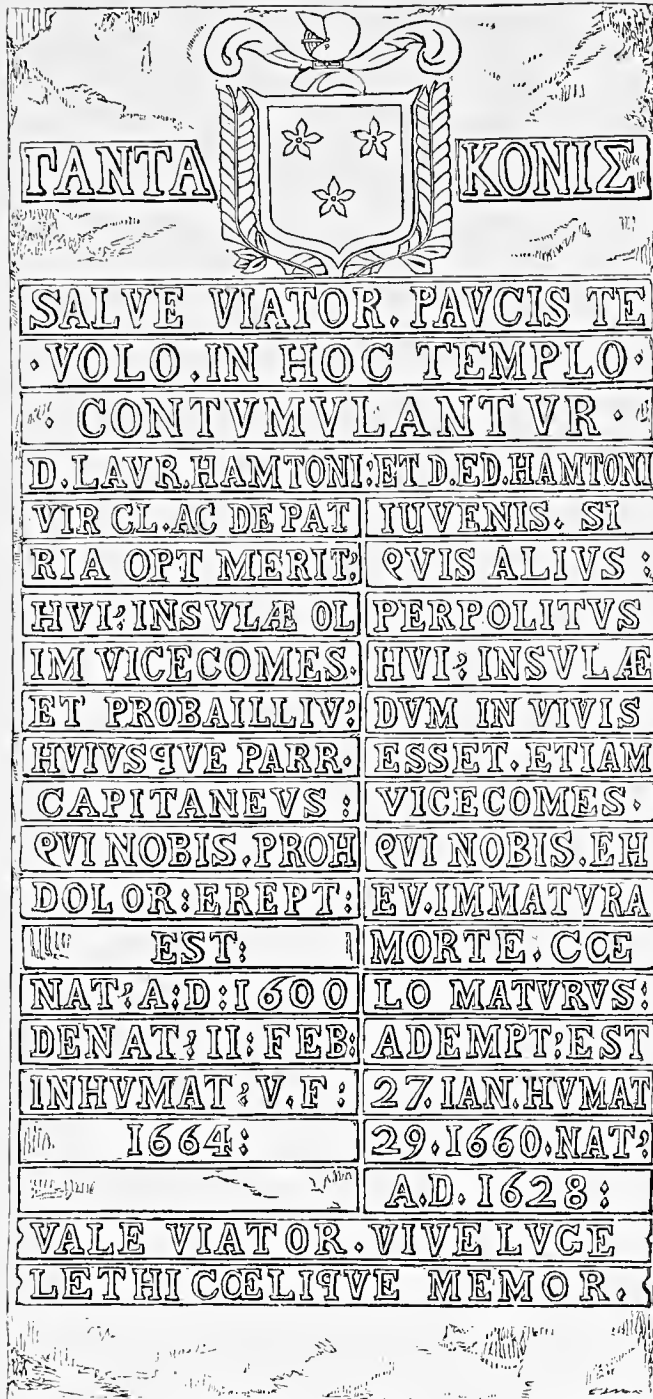 ΓΑΝΤΑ ΚΟΝΙΣ
SALVE VIATOR. PAVCIS TE
·VOLO.IN HOC TEMPLO·
· CONTVMVLANTVR ·
D.LAVR.HAMTONI:ET D.ED.HAMTONI
VIR CL.AC DE PAT
RIA OPT MERIT:
HVI: INSVLÆ OL
IM VICECOMES.
ET PROBAILLIV:
HVIVSQVE PARR.
CAPITANEVS:
QVI NOBIS.PROH
DOLOR:EREPT:
EST:
NAT:A:D:1600
DENAT: II: FEB:
INHVMAT: V.F:
1664:
IUVENIS. SI
QVIS ALIVS:
PERPOLITVS
HVI: INSVLÆ
DVM IN VIVIS
ESSET.ETIAM
VICECOMES.
QVI NOBIS.EH
EV.IMMATVRA
MORTE.CŒ
LO MATVRVS:
ADEMPT:EST
27.IAN.HVMAT
29.1660.NAT:
A.D.1628:
VALE VIATOR.VIVE LVCE
LETHI CŒLIQVE MEMOR.